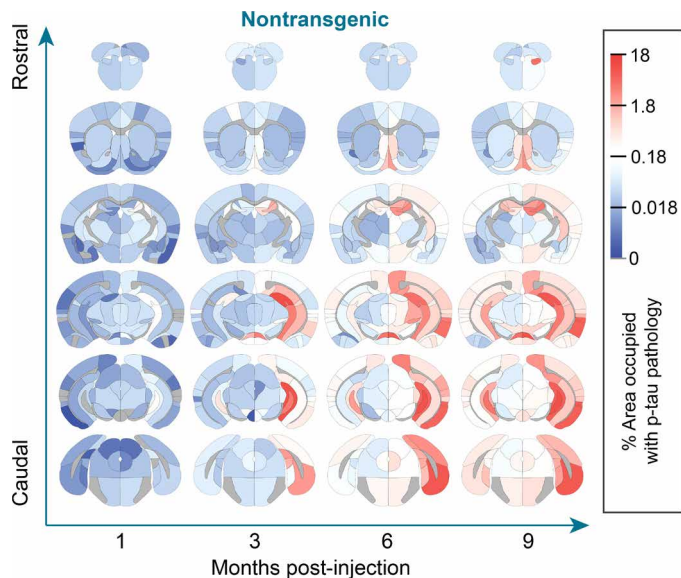 Nontransgenic
Rostral
Caudal
1 3 6 9
Months post-injection
18
1.8
0.18
0.018
0
% Area occupied
with p-tau pathology